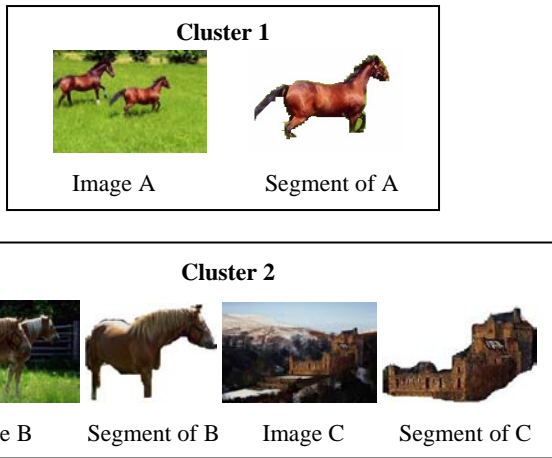 Cluster 1
Image A Segment of A
Cluster 2
e B Segment of B Image C Segment of C